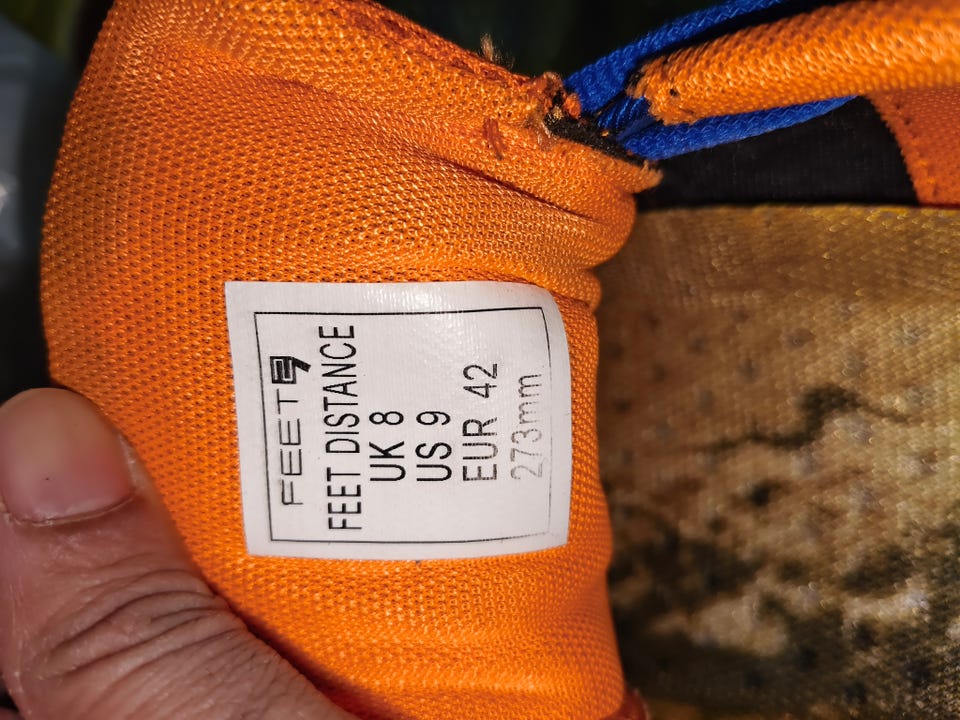 FEET
FEET DISTANCE
UK 8
US 9
EUR 42
273mm